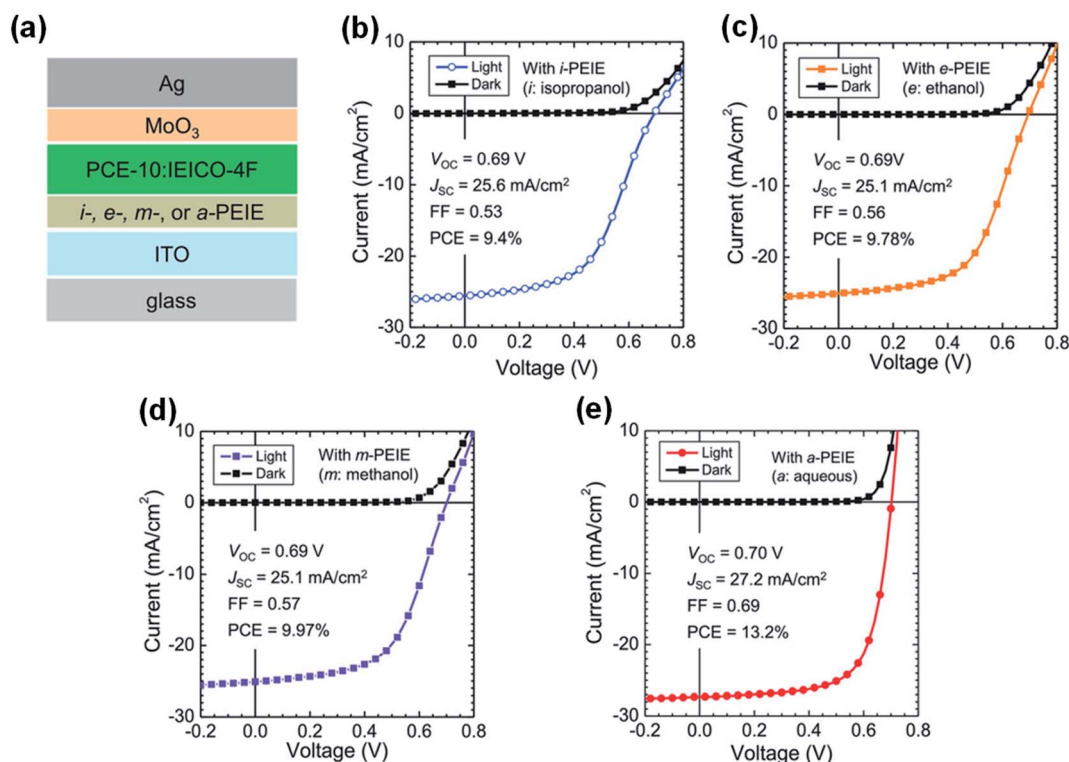 (a)
Ag
MoO₃
PCE-10:IEICO-4F
i-, e-, m-, or a-PEIE
ITO
glass
(b)
Current (mA/cm²)
10
0
-10
-20
-30
Light
Dark
With i-PEIE
(i: isopropanol)
V_OC = 0.69 V
J_SC = 25.6 mA/cm²
FF = 0.53
PCE = 9.4%
-0.2 0.0 0.2 0.4 0.6 0.8
Voltage (V)
(c)
Current (mA/cm²)
10
0
-10
-20
-30
Light
Dark
With e-PEIE
(e: ethanol)
V_OC = 0.69V
J_SC = 25.1 mA/cm²
FF = 0.56
PCE = 9.78%
-0.2 0.0 0.2 0.4 0.6 0.8
Voltage (V)
(d)
Current (mA/cm²)
10
0
-10
-20
-30
Light
Dark
With m-PEIE
(m: methanol)
V_OC = 0.69 V
J_SC = 25.1 mA/cm²
FF = 0.57
PCE = 9.97%
-0.2 0.0 0.2 0.4 0.6 0.8
Voltage (V)
(e)
Current (mA/cm²)
10
0
-10
-20
-30
Light
Dark
With a-PEIE
(a: aqueous)
V_OC = 0.70 V
J_SC = 27.2 mA/cm²
FF = 0.69
PCE = 13.2%
-0.2 0.0 0.2 0.4 0.6 0.8
Voltage (V)